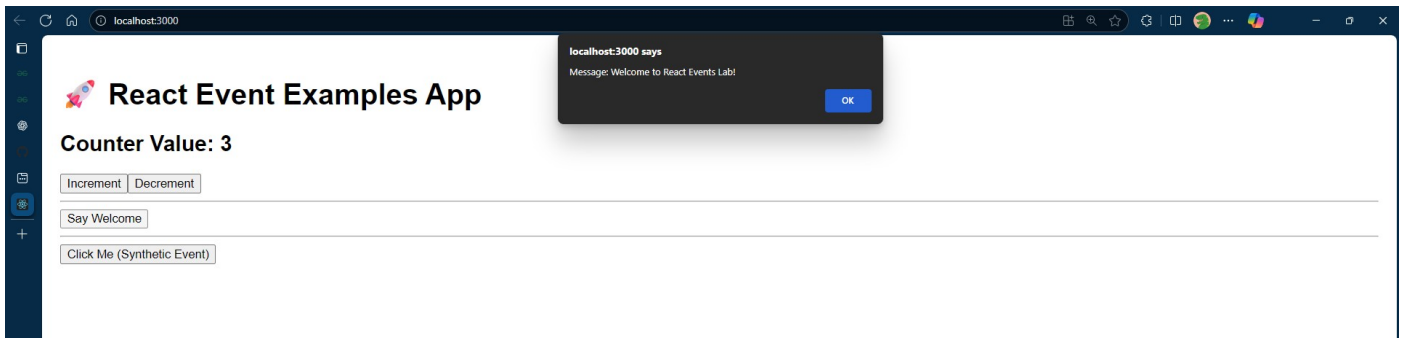 localhost:3000
localhost:3000 says
Message: Welcome to React Events Lab!
OK
🚀 React Event Examples App
Counter Value: 3
Increment Decrement
Say Welcome
Click Me (Synthetic Event)